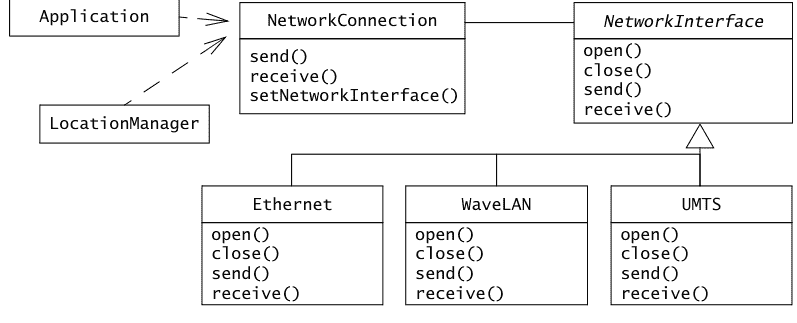 Application
NetworkConnection
send()
receive()
setNetworkInterface()
NetworkInterface
open()
close()
send()
receive()
LocationManager
Ethernet
open()
close()
send()
receive()
WaveLAN
open()
close()
send()
receive()
UMTS
open()
close()
send()
receive()